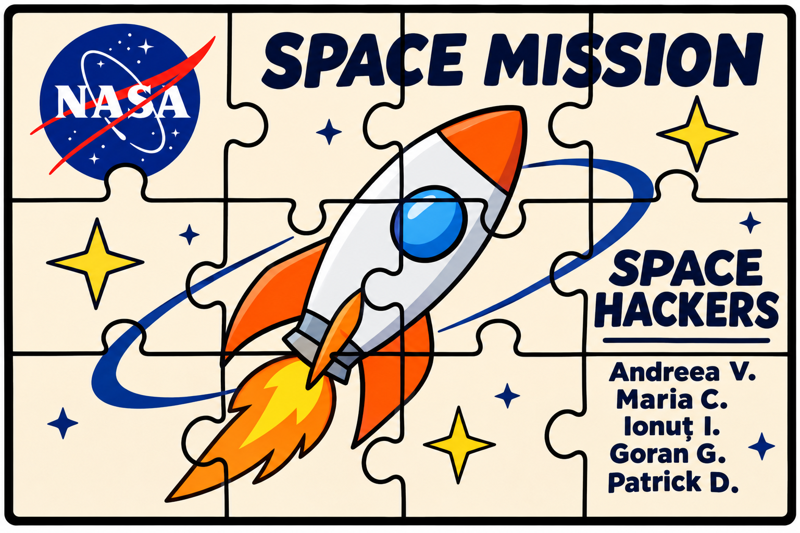 NASA
SPACE MISSION
SPACE
HACKERS
Andreea V.
Maria C.
Ionuț I.
Goran G.
Patrick D.